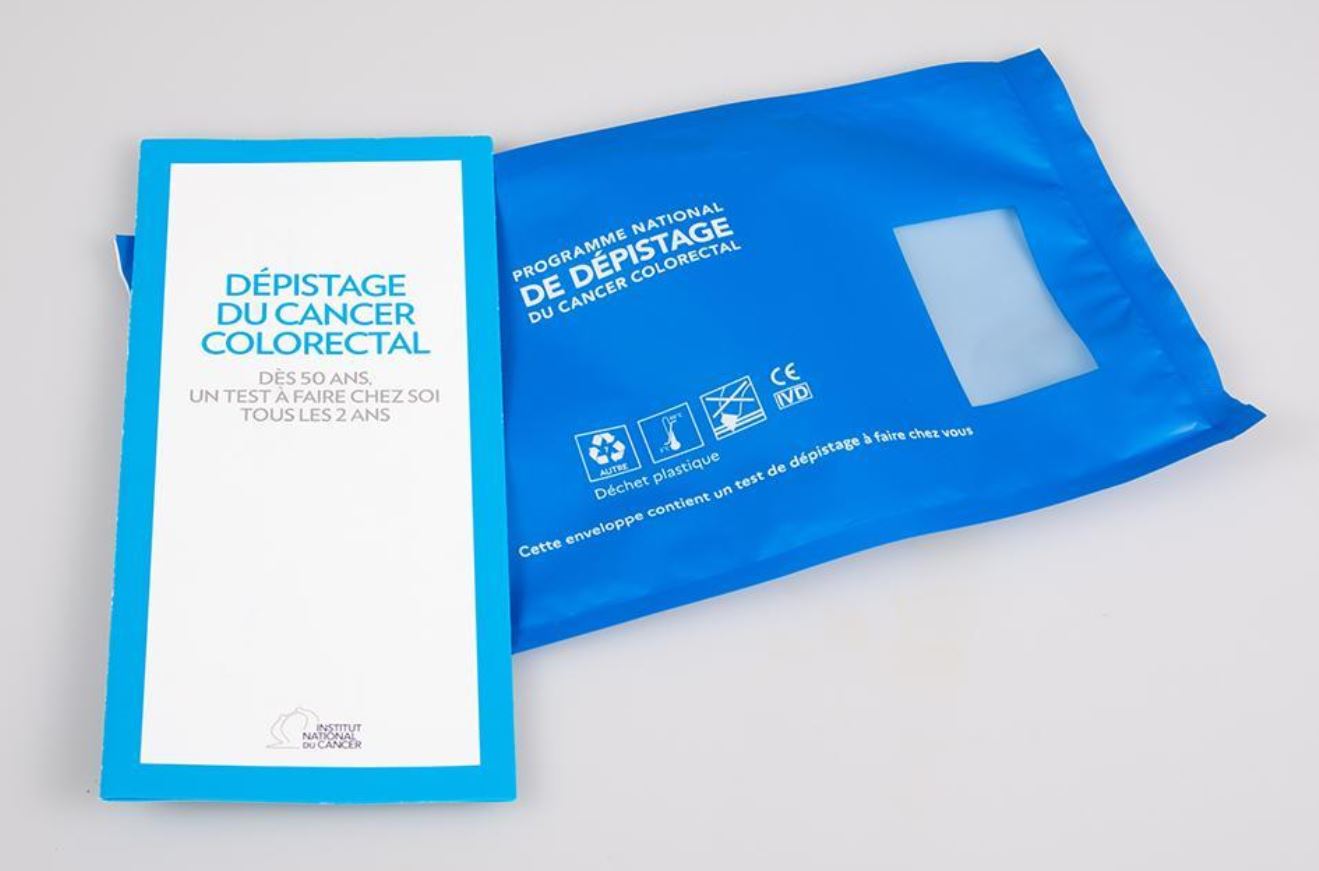 DÉPISTAGE
DU CANCER
COLORECTAL
DÈS 50 ANS,
UN TEST À FAIRE CHEZ SOI
TOUS LES 2 ANS
INSTITUT
NATIONAL
DU CANCER
PROGRAMME NATIONAL
DE DÉPISTAGE
DU CANCER COLORECTAL
CE
IVD
7
AUTRE
Déchet plastique
Cette enveloppe contient un test de dépistage à faire chez vous